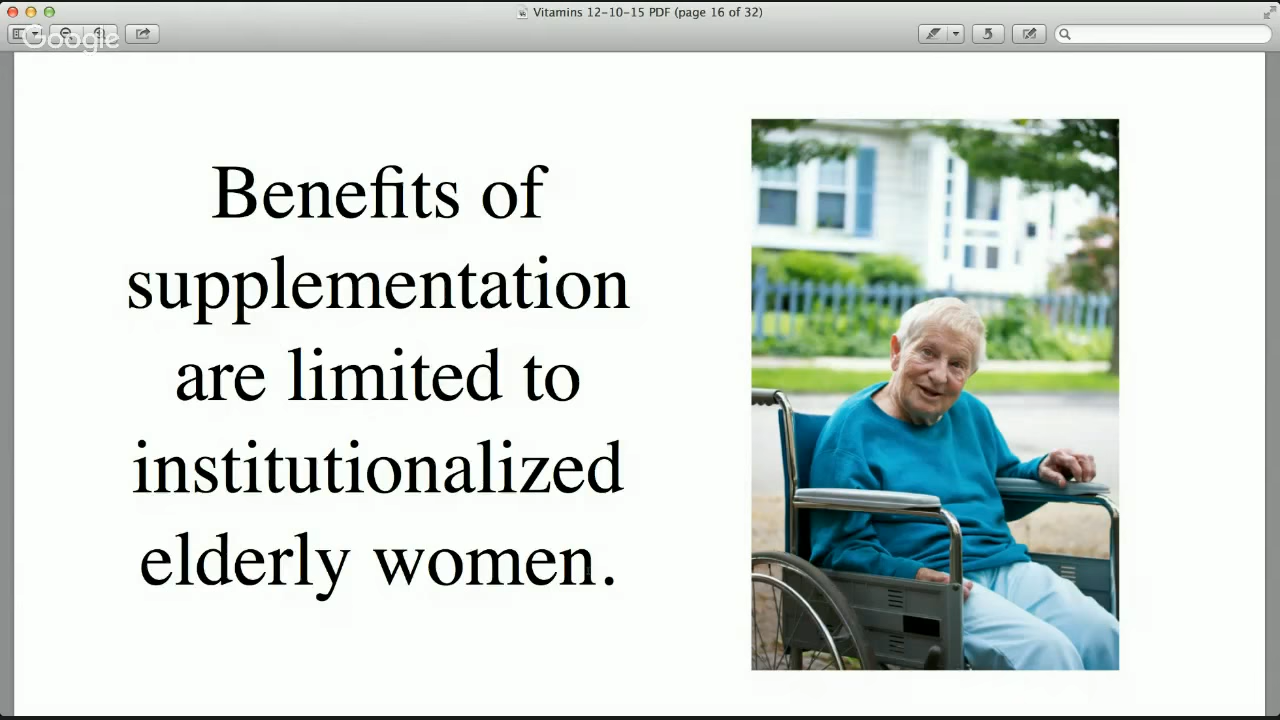 Vitamins 12-10-15 PDF (page 16 of 32)
Google
Benefits of
supplementation
are limited to
institutionalized
elderly women.